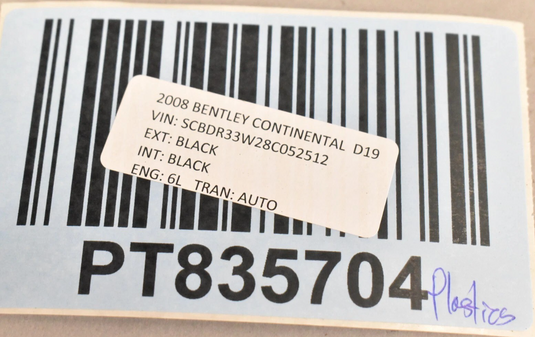 2008 BENTLEY CONTINENTAL D19
VIN: SCBDR33W28C052512
EXT: BLACK
INT: BLACK
ENG: 6L TRAN: AUTO
PT835704
Plastics